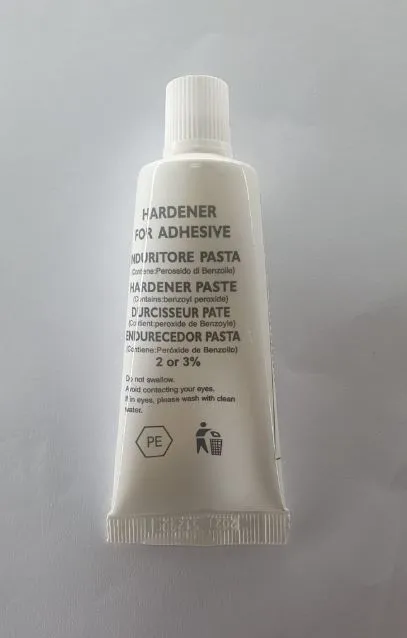 HARDENER
FOR ADHESIVE
NDURITORE PASTA
(Contiene:Perossido di Benzoile)
HARDENER PASTE
(Contains:benzoyl peroxide)
D'URCISSEUR PATE
(Contient:peroxide de Benzoyle)
ENDURECEDOR PASTA
(Contiene:Peróxide de Benzoilo)
2 or 3%
Do not swallow.
Avoid contacting your eyes.
If in eyes, please wash with clean
water.
PE